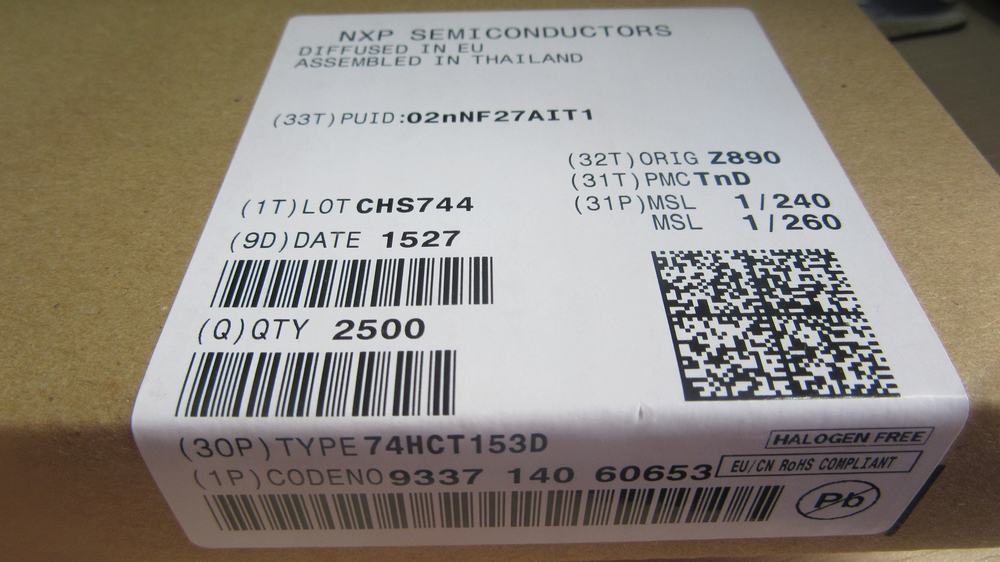 NXP SEMICONDUCTORS
DIFFUSED IN EU
ASSEMBLED IN THAILAND
(33T)PUID:02nNF27AIT1
(32T)ORIG Z890
(31T)PMC TnD
(31P)MSL 1/240
MSL 1/260
(1T)LOT CHS744
(9D)DATE 1527
(Q)QTY 2500
(30P)TYPE 74HCT153D
(1P)CODENO 9337 140 60653
HALOGEN FREE
EU/CN RoHS COMPLIANT
Pb